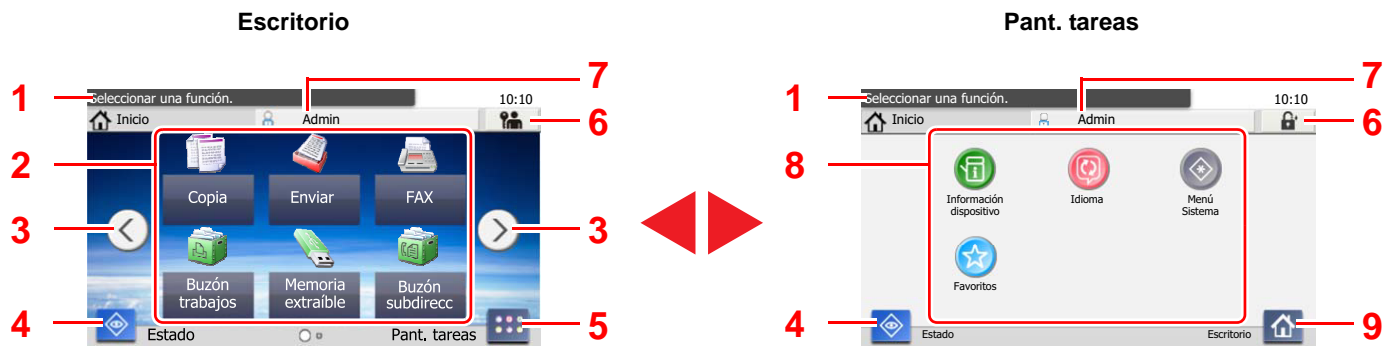 Escritorio
Pant. tareas
7
7
1
Seleccionar una función.
10:10
1
Seleccionar una función.
10:10
Inicio
Admin
6
Inicio
Admin
6
2
8
Copia
Enviar
FAX
Información
dispositivo
Idioma
Menú
Sistema
3
3
Buzón
trabajos
Memoria
extraíble
Buzón
subdirecc
Favoritos
4
Estado
Pant. tareas
5
4
Estado
Escritorio
9